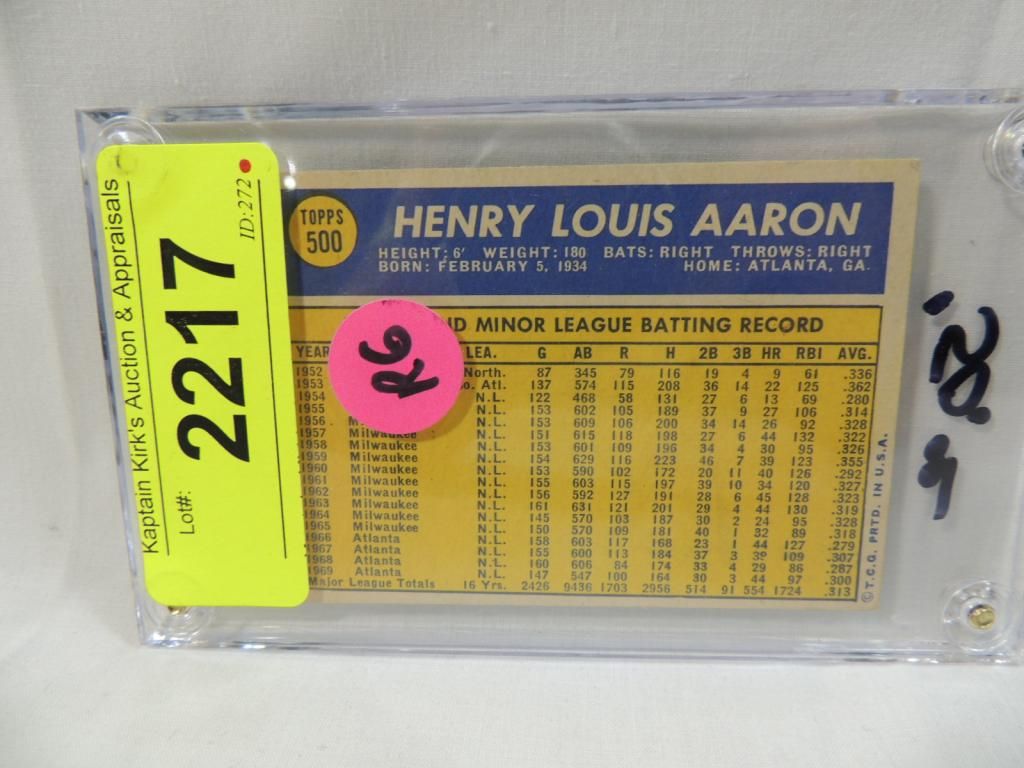 Kaptain Kirk's Auction & Appraisals
Lot#:
2217
ID:272
R6
TOPPS
500
HENRY LOUIS AARON
HEIGHT: 6' WEIGHT: 180 BATS: RIGHT THROWS: RIGHT
BORN: FEBRUARY 5, 1934 HOME: ATLANTA, GA.
MINOR LEAGUE BATTING RECORD
YEAR LEA. G AB R H 2B 3B HR RBI AVG.
1952 North. 87 345 79 116 19 4 9 61 .336
1953 Atl. 137 574 115 208 36 14 22 125 .362
1954 N.L. 122 468 58 131 27 6 13 69 .280
1955 N.L. 153 602 105 189 37 9 27 106 .314
1956 N.L. 153 609 106 200 34 14 26 92 .328
1957 Milwaukee N.L. 151 615 118 198 27 6 44 132 .322
1958 Milwaukee N.L. 153 601 109 196 34 4 30 95 .326
1959 Milwaukee N.L. 154 629 116 223 46 7 39 123 .355
1960 Milwaukee N.L. 153 590 102 172 20 11 40 126 .292
1961 Milwaukee N.L. 155 603 115 197 39 10 34 120 .327
1962 Milwaukee N.L. 156 592 127 191 28 6 45 128 .323
1963 Milwaukee N.L. 161 631 121 201 29 4 44 130 .319
1964 Milwaukee N.L. 145 570 103 187 30 2 24 95 .328
1965 Milwaukee N.L. 150 570 109 181 40 1 32 89 .318
1966 Atlanta N.L. 158 603 117 168 23 1 44 127 .279
1967 Atlanta N.L. 155 600 113 184 37 3 39 109 .307
1968 Atlanta N.L. 160 606 84 174 33 4 29 86 .287
1969 Atlanta N.L. 147 547 100 164 30 3 44 97 .300
Major League Totals 16 Yrs. 2426 9436 1703 2956 514 91 554 1724 .313
© T.C.G. PRTD. IN U.S.A.